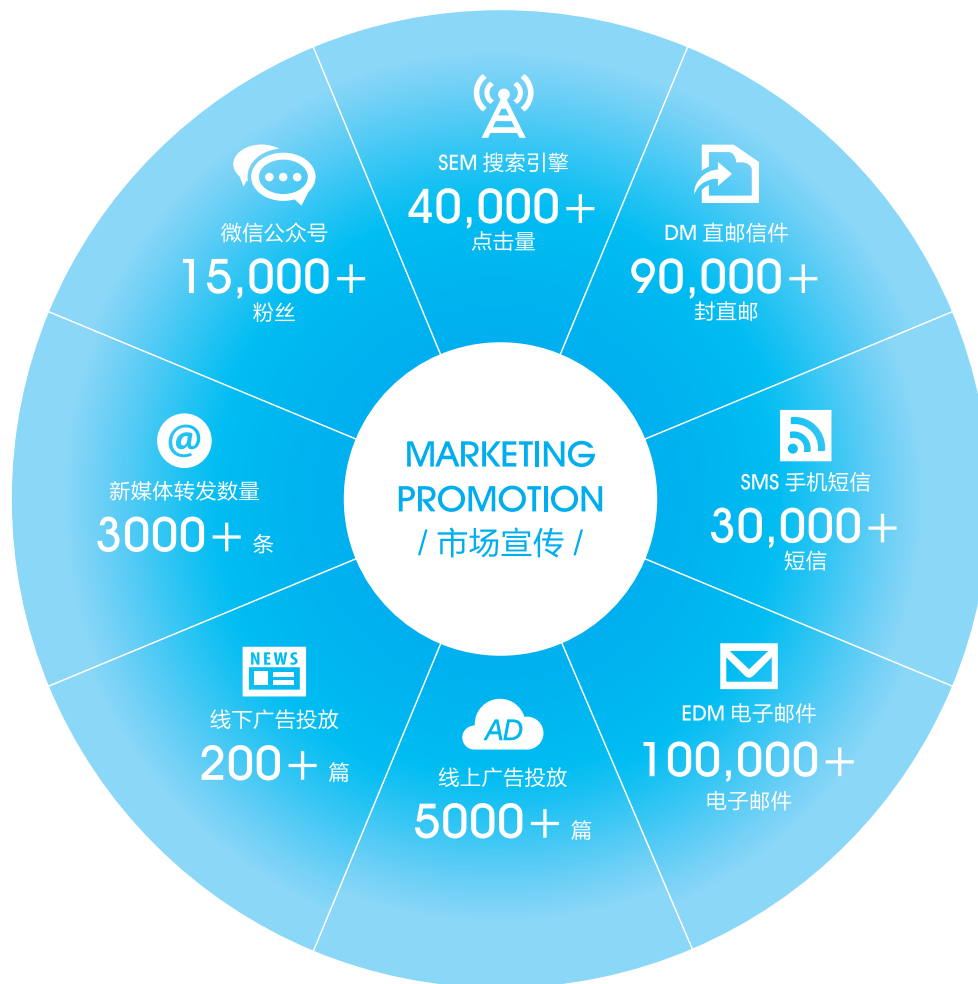 MARKETING
PROMOTION
/ 市场宣传 /
SEM 搜索引擎
40,000+
点击量
DM 直邮信件
90,000+
封直邮
SMS 手机短信
30,000+
短信
EDM 电子邮件
100,000+
电子邮件
AD
线上广告投放
5000+ 篇
NEWS
线下广告投放
200+ 篇
@
新媒体转发数量
3000+ 条
微信公众号
15,000+
粉丝